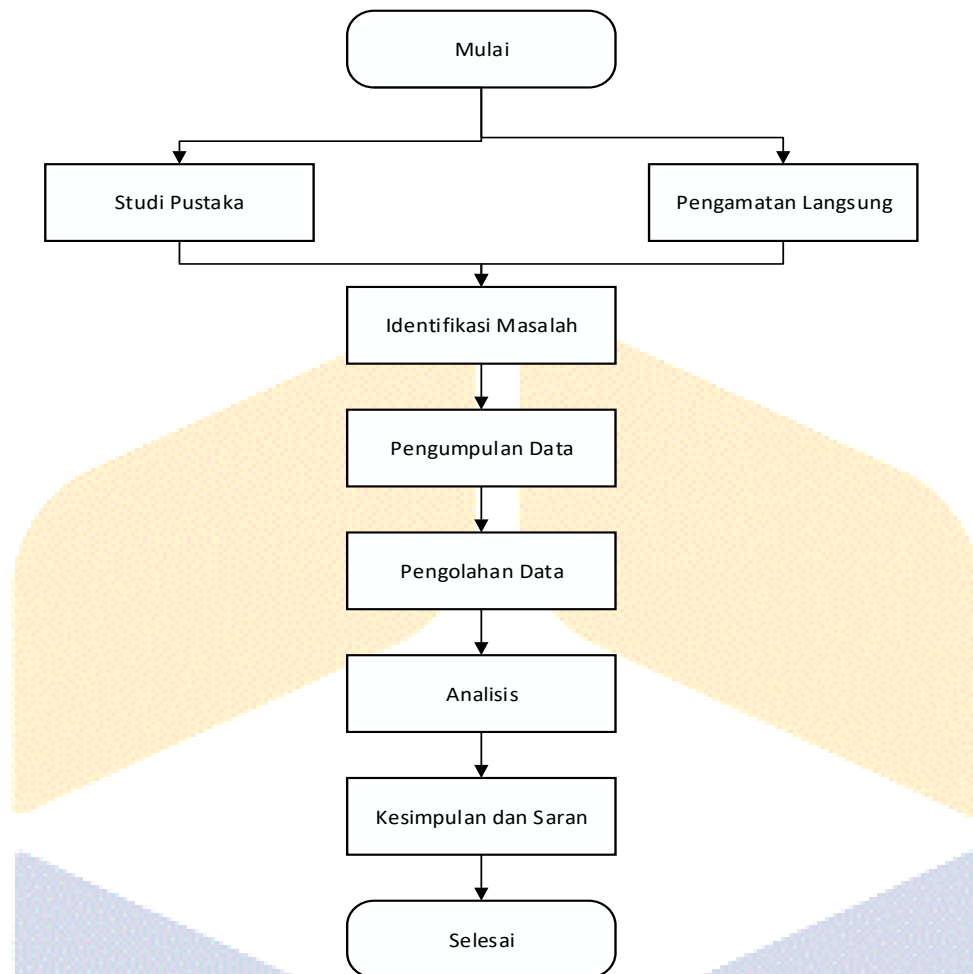 Mulai
Studi Pustaka
Pengamatan Langsung
Identifikasi Masalah
Pengumpulan Data
Pengolahan Data
Analisis
Kesimpulan dan Saran
Selesai